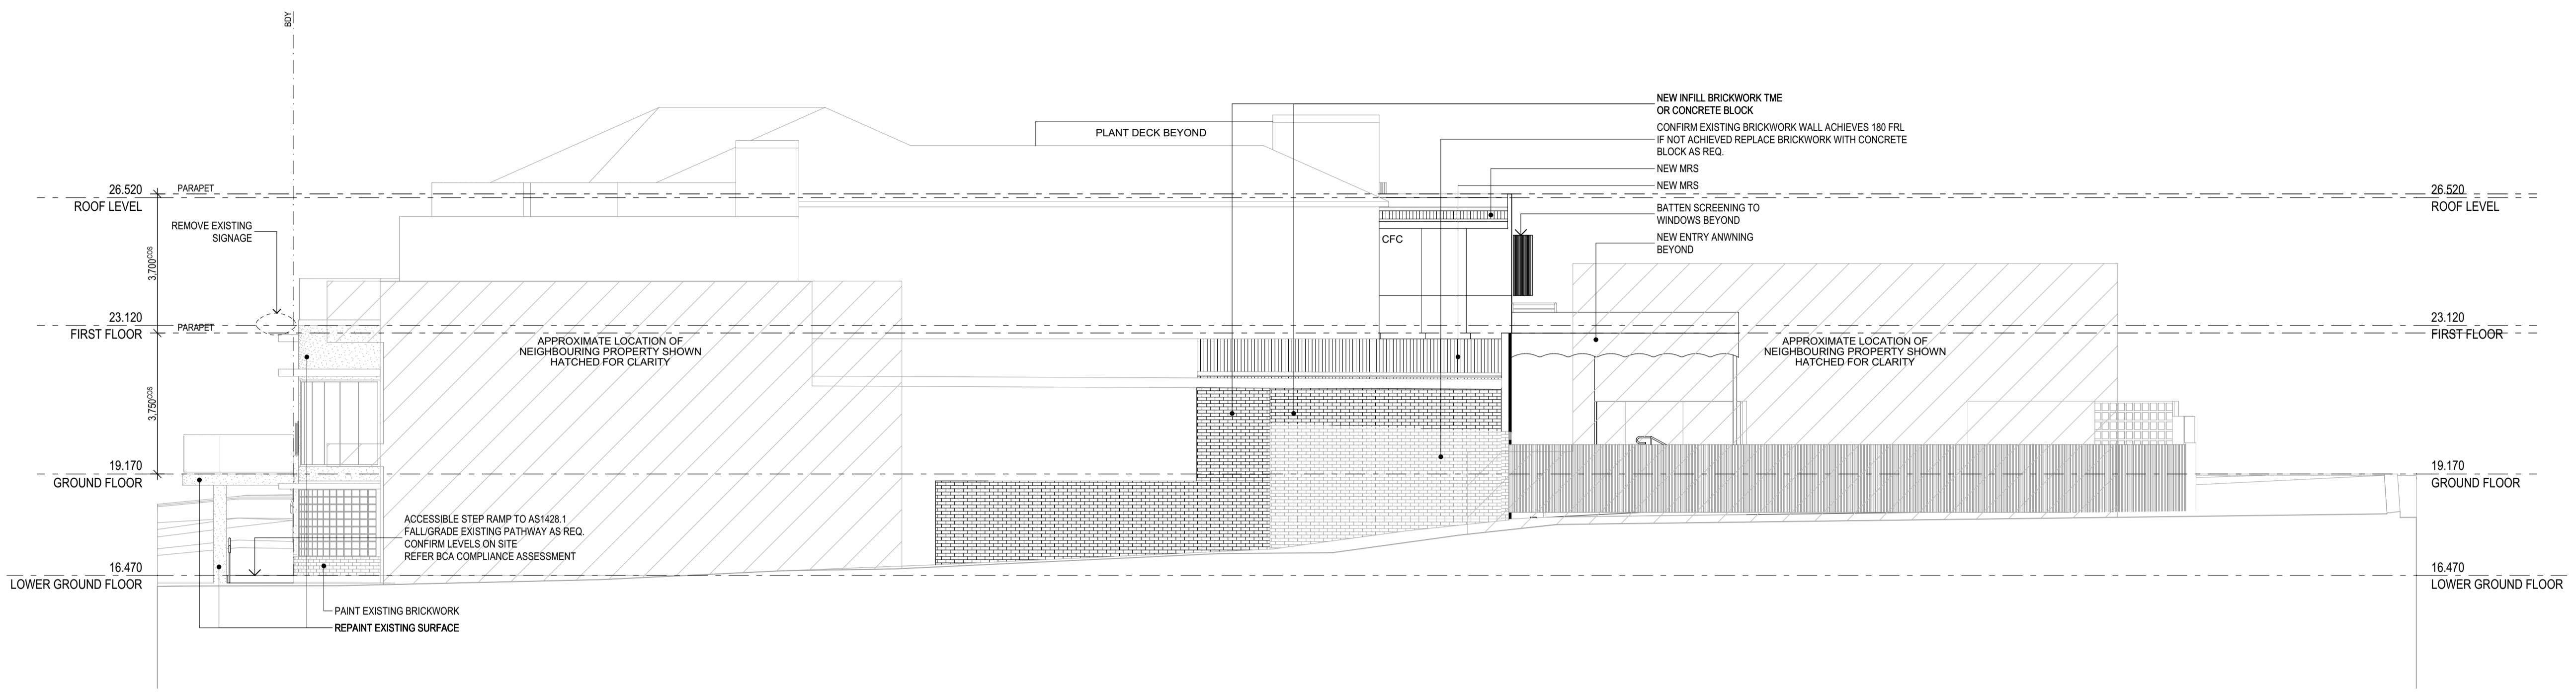 BDY
NEW INFILL BRICKWORK TME
OR CONCRETE BLOCK
CONFIRM EXISTING BRICKWORK WALL ACHIEVES 180 FRL
IF NOT ACHIEVED REPLACE BRICKWORK WITH CONCRETE
BLOCK AS REQ.
NEW MRS
NEW MRS
BATTEN SCREENING TO
WINDOWS BEYOND
NEW ENTRY ANWNING
BEYOND
PLANT DECK BEYOND
26.520
ROOF LEVEL
PARAPET
26.520
ROOF LEVEL
REMOVE EXISTING
SIGNAGE
CFC
3,700COS
23.120
FIRST FLOOR
PARAPET
23.120
FIRST FLOOR
APPROXIMATE LOCATION OF
NEIGHBOURING PROPERTY SHOWN
HATCHED FOR CLARITY
APPROXIMATE LOCATION OF
NEIGHBOURING PROPERTY SHOWN
HATCHED FOR CLARITY
3,750COS
19.170
GROUND FLOOR
19.170
GROUND FLOOR
ACCESSIBLE STEP RAMP TO AS1428.1
FALL/GRADE EXISTING PATHWAY AS REQ.
CONFIRM LEVELS ON SITE
REFER BCA COMPLIANCE ASSESSMENT
16.470
LOWER GROUND FLOOR
16.470
LOWER GROUND FLOOR
PAINT EXISTING BRICKWORK
REPAINT EXISTING SURFACE